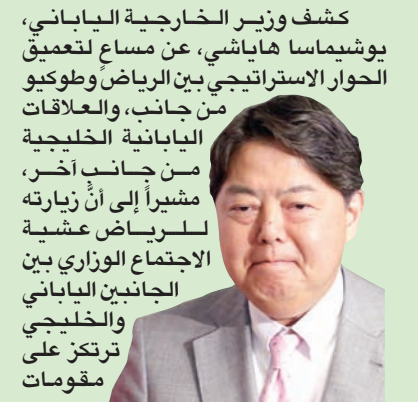 كشف وزير الخارجية الياباني،
يوشيماسا هاياشي، عن مساعٍ لتعميق
الحوار الاستراتيجي بين الرياض وطوكيو
من جانب، والعلاقات
اليابانية الخليجية
من جانبٍ آخر،
مشيراً إلى أنَّ زيارته
للرياض عشية
الاجتماع الوزاري بين
الجانبين الياباني
والخليجي
ترتكز على
مقومات